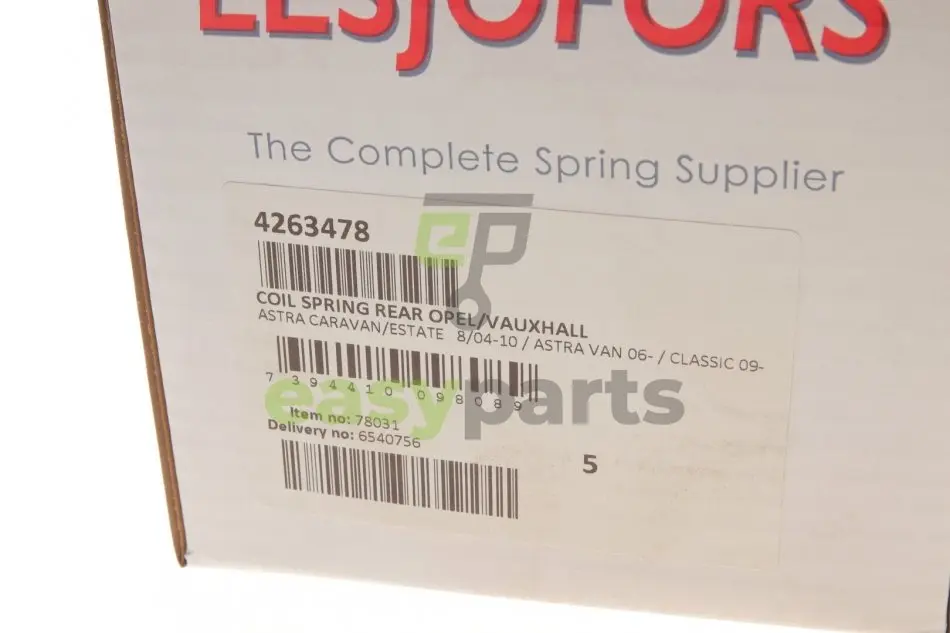 LESJÖFORS
The Complete Spring Supplier
4263478
COIL SPRING REAR OPEL/VAUXHALL
ASTRA CARAVAN/ESTATE 8/04-10 / ASTRA VAN 06- / CLASSIC 09-
7 394410 098089
Item no: 78031
Delivery no: 6540756
5
ep
easyparts